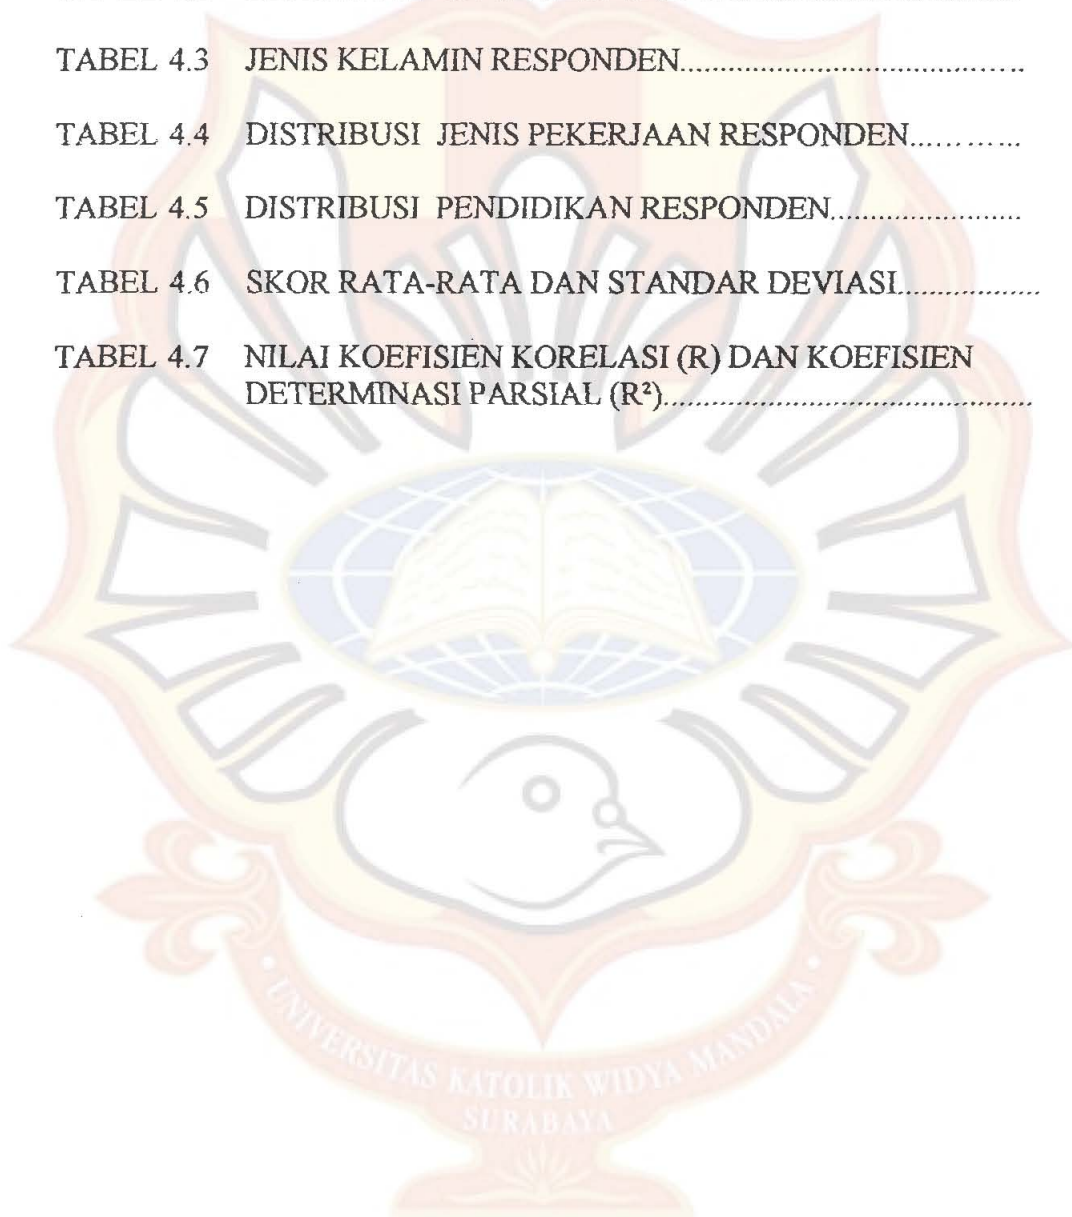 TABEL 4.3 JENIS KELAMIN RESPONDEN...........................................
TABEL 4.4 DISTRIBUSI JENIS PEKERJAAN RESPONDEN..............
TABEL 4.5 DISTRIBUSI PENDIDIKAN RESPONDEN........................
TABEL 4.6 SKOR RATA-RATA DAN STANDAR DEVIASI..................
TABEL 4.7 NILAI KOEFISIEN KORELASI (R) DAN KOEFISIEN
DETERMINASI PARSIAL (R²)..............................................
UNIVERSITAS KATOLIK WIDYA MANDALA
SURABAYA